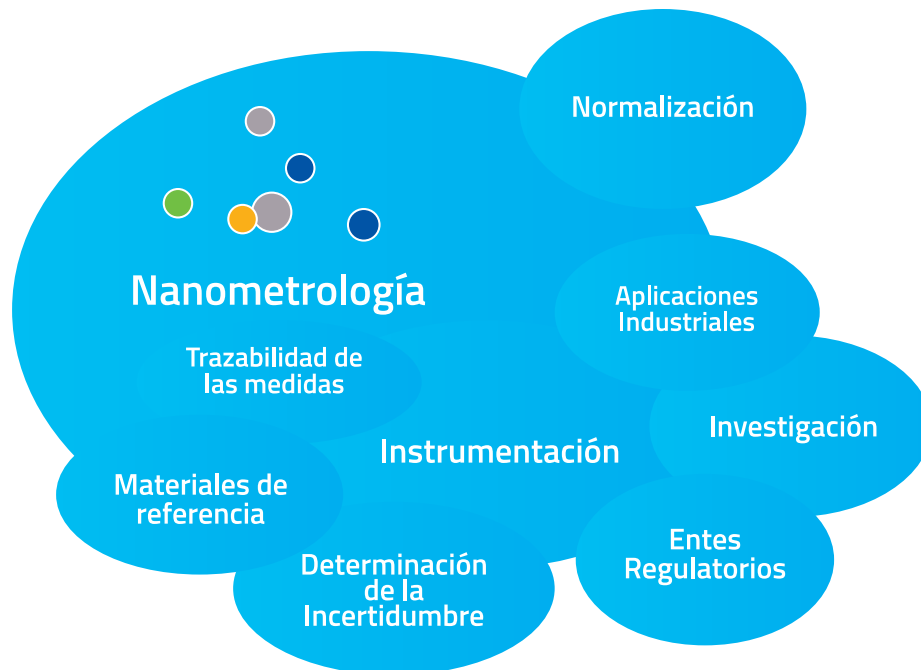 Normalización
Nanometrología
Aplicaciones
Industriales
Trazabilidad de
las medidas
Instrumentación
Investigación
Materiales de
referencia
Entes
Regulatorios
Determinación
de la
Incertidumbre